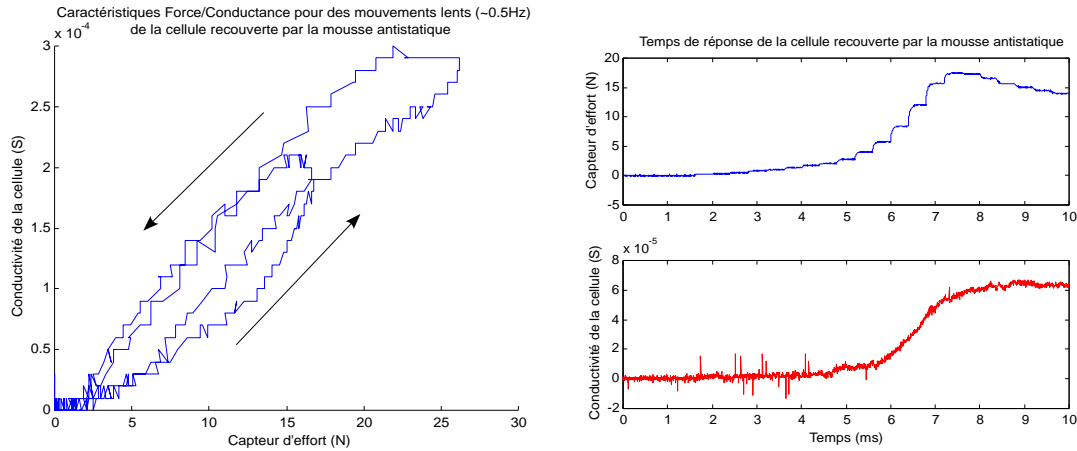 Caractéristiques Force/Conductance pour des mouvements lents (~0.5Hz)
de la cellule recouverte par la mousse antistatique
x 10-4
3
2.5
2
1.5
1
0.5
0
Conductivité de la cellule (S)
0 5 10 15 20 25 30
Capteur d'effort (N)
Temps de réponse de la cellule recouverte par la mousse antistatique
20
15
10
5
0
-5
Capteur d'effort (N)
0 1 2 3 4 5 6 7 8 9 10
x 10-5
8
6
4
2
0
-2
Conductivité de la cellule (S)
0 1 2 3 4 5 6 7 8 9 10
Temps (ms)